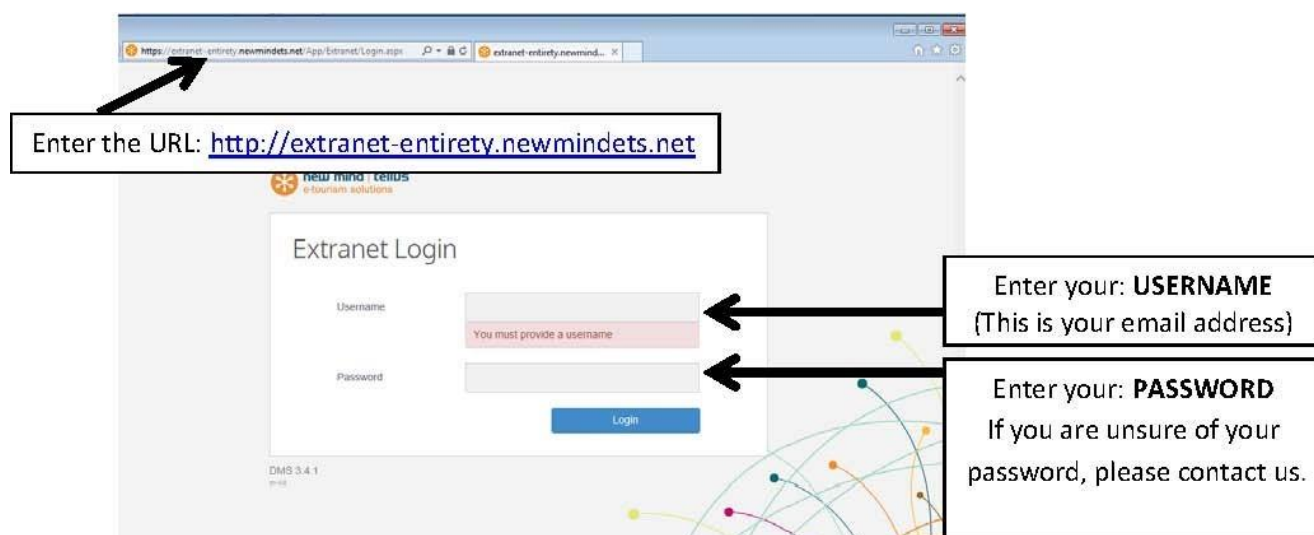 https://extranet-entirety.newmindets.net/App/Extranet/Login.aspx
extranet-entirety.newmind...
Enter the URL: http://extranet-entirety.newmindets.net
new mind | tellus
e-tourism solutions
Extranet Login
Username
You must provide a username
Password
Login
DMS 3.4.1
Enter your: USERNAME
(This is your email address)
Enter your: PASSWORD
If you are unsure of your
password, please contact us.